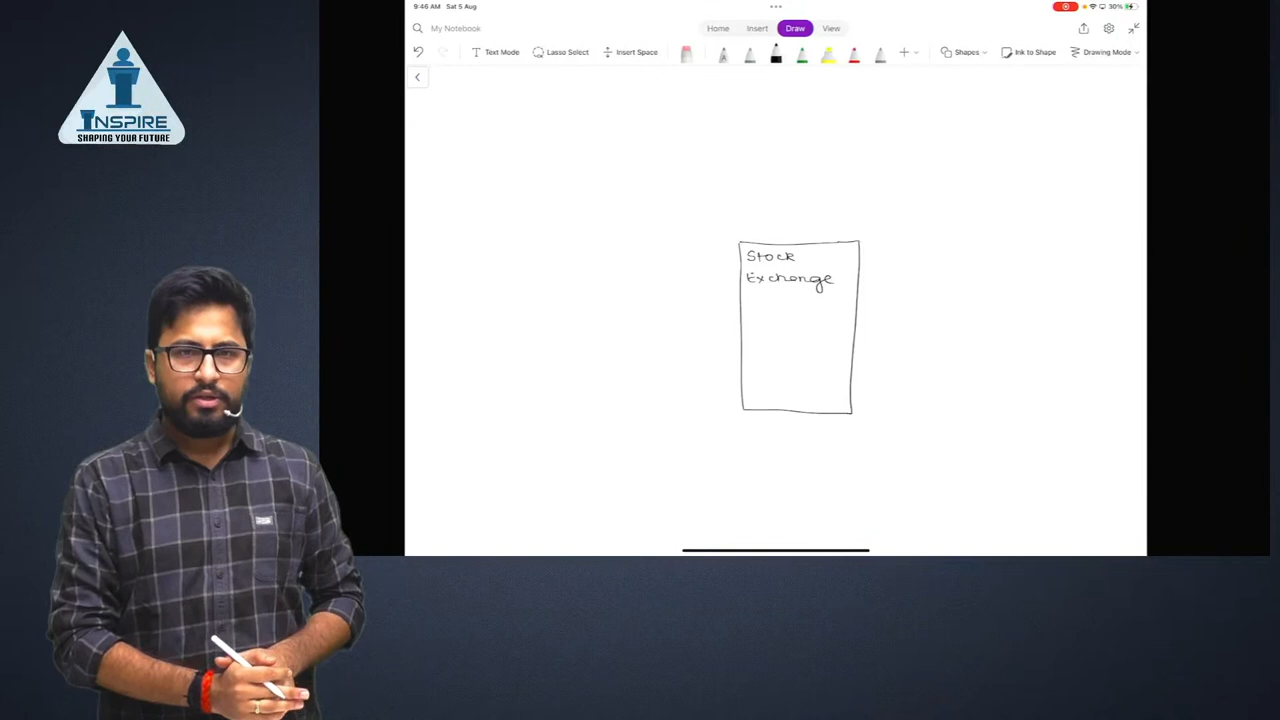 9:46 AM Sat 5 Aug
30%
My Notebook
Home Insert Draw View
Text Mode Lasso Select Insert Space Shapes Ink to Shape Drawing Mode
INSPIRE
SHAPING YOUR FUTURE
Stock
Exchange